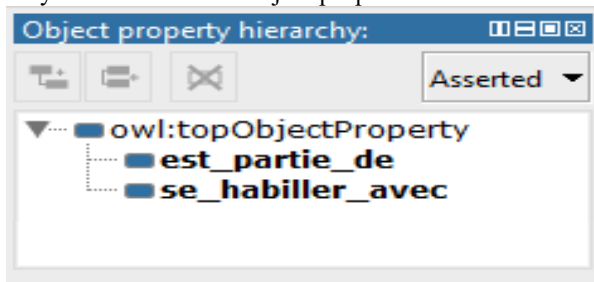 Object property hierarchy:
Asserted
owl:topObjectProperty
est_partie_de
se_habiller_avec